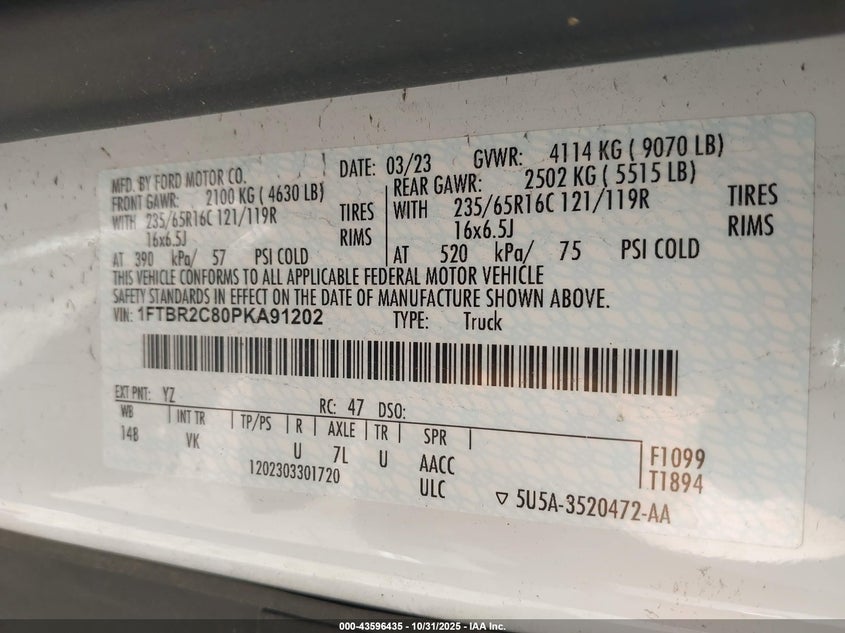 MFD. BY FORD MOTOR CO. DATE: 03/23 GVWR: 4114 KG ( 9070 LB)
FRONT GAWR: 2100 KG ( 4630 LB) REAR GAWR: 2502 KG ( 5515 LB)
WITH 235/65R16C 121/119R TIRES WITH 235/65R16C 121/119R TIRES
16x6.5J RIMS 16x6.5J RIMS
AT 390 kPa/ 57 PSI COLD AT 520 kPa/ 75 PSI COLD
THIS VEHICLE CONFORMS TO ALL APPLICABLE FEDERAL MOTOR VEHICLE
SAFETY STANDARDS IN EFFECT ON THE DATE OF MANUFACTURE SHOWN ABOVE.
VIN: 1FTBR2C80PKA91202 TYPE: Truck
EXT PNT: YZ RC: 47 DSO:
WB INT TR TP/PS R AXLE TR SPR
148 VK U 7L U AACC F1099
1202303301720 ULC T1894
5U5A-3520472-AA
000-43596435 - 10/31/2025 - IAA Inc.